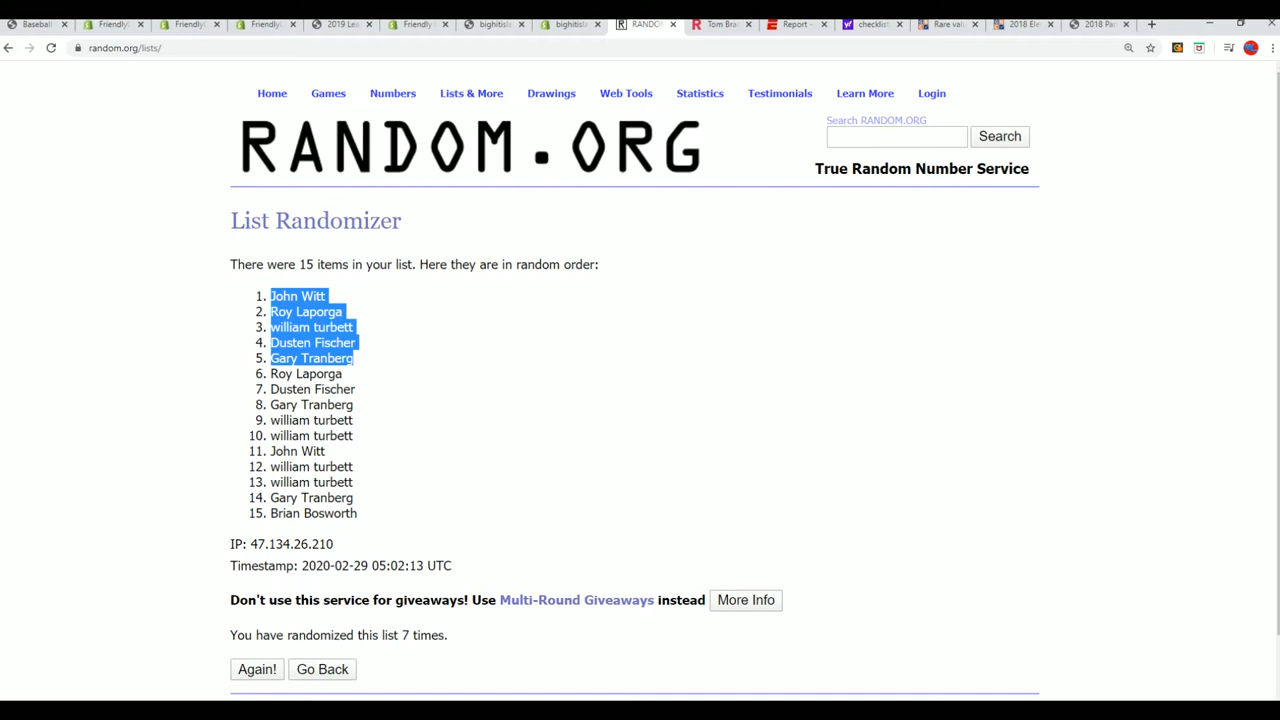 Baseball
FriendlyC
FriendlyC
FriendlyC
2019 Lea
Friendly
bighitsla
bighitsla
RANDO
Tom Bra
Report -
checklist
Rare val
2018 Ele
2018 Pa
random.org/lists/
Home Games Numbers Lists & More Drawings Web Tools Statistics Testimonials Learn More Login
RANDOM.ORG
Search RANDOM.ORG
Search
True Random Number Service
List Randomizer
There were 15 items in your list. Here they are in random order:
1. John Witt
2. Roy Laporga
3. william turbett
4. Dusten Fischer
5. Gary Tranberg
6. Roy Laporga
7. Dusten Fischer
8. Gary Tranberg
9. william turbett
10. william turbett
11. John Witt
12. william turbett
13. william turbett
14. Gary Tranberg
15. Brian Bosworth
IP: 47.134.26.210
Timestamp: 2020-02-29 05:02:13 UTC
Don't use this service for giveaways! Use Multi-Round Giveaways instead More Info
You have randomized this list 7 times.
Again! Go Back